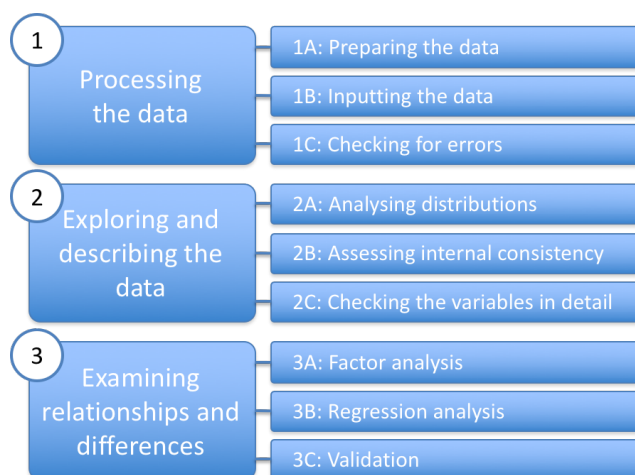 1
Processing
the data
1A: Preparing the data
1B: Inputting the data
1C: Checking for errors
2
Exploring and
describing the
data
2A: Analysing distributions
2B: Assessing internal consistency
2C: Checking the variables in detail
3
Examining
relationships and
differences
3A: Factor analysis
3B: Regression analysis
3C: Validation